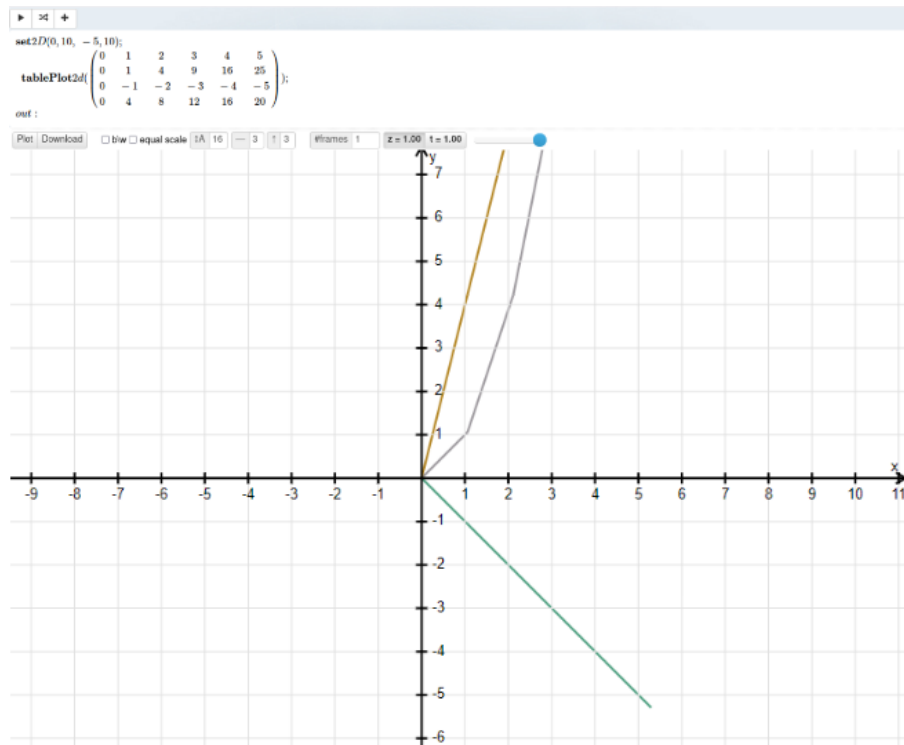 set2D(0, 10, −5, 10);
tablePlot2d(
0 1 2 3 4 5
0 1 4 9 16 25
0 −1 −2 −3 −4 −5
0 4 8 12 16 20
);
out :
Plot Download b\w equal scale ↕A 16 — 3 ↑ 3 #frames 1 z = 1.00 t = 1.00
y
7
6
5
4
3
2
1
x
-9 -8 -7 -6 -5 -4 -3 -2 -1 1 2 3 4 5 6 7 8 9 10 11
-1
-2
-3
-4
-5
-6